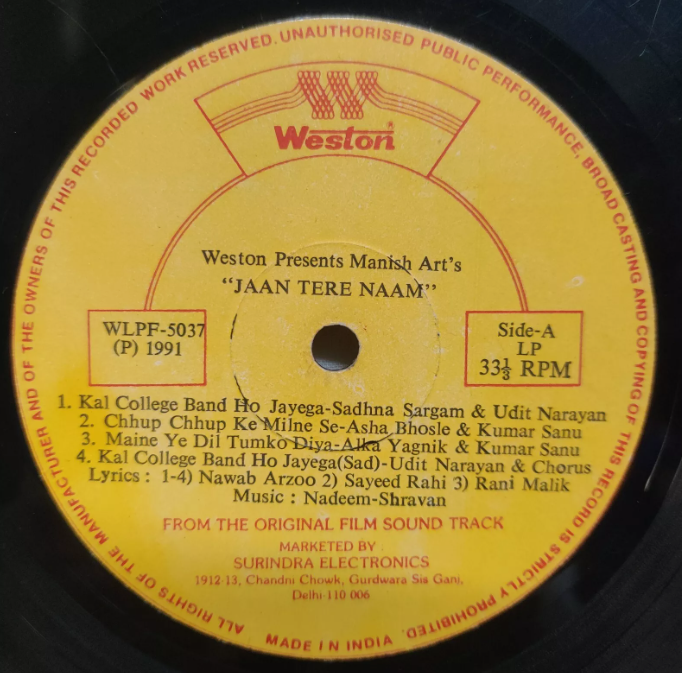 ALL RIGHTS OF THE MANUFACTURER AND OF THE OWNERS OF THIS RECORDED WORK RESERVED. UNAUTHORISED PUBLIC PERFORMANCE, BROAD CASTING AND COPYING OF THIS RECORD IS STRICTLY PROHIBITED.
W
Weston®
Weston Presents Manish Art's
"JAAN TERE NAAM"
WLPF-5037
(P) 1991
Side-A
LP
33⅓ RPM
1. Kal College Band Ho Jayega-Sadhna Sargam & Udit Narayan
2. Chhup Chhup Ke Milne Se-Asha Bhosle & Kumar Sanu
3. Maine Ye Dil Tumko Diya-Alka Yagnik & Kumar Sanu
4. Kal College Band Ho Jayega(Sad)-Udit Narayan & Chorus
Lyrics : 1-4) Nawab Arzoo 2) Sayeed Rahi 3) Rani Malik
Music : Nadeem-Shravan
FROM THE ORIGINAL FILM SOUND TRACK
MARKETED BY
SURINDRA ELECTRONICS
1912-13, Chandni Chowk, Gurdwara Sis Ganj,
Delhi-110 006
MADE IN INDIA